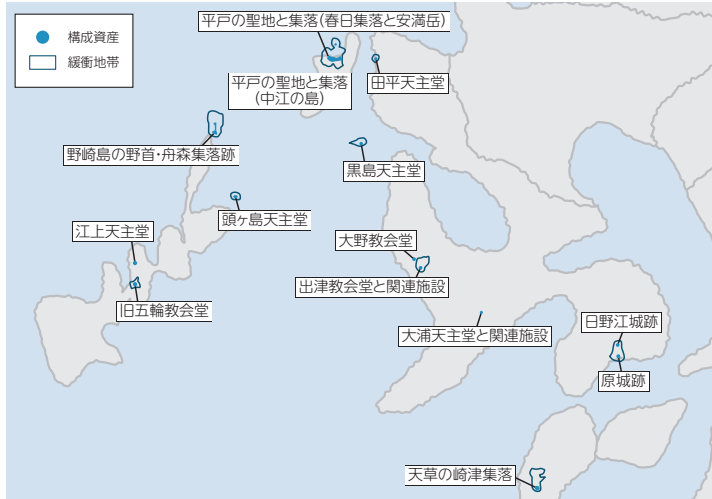 構成資産
緩衝地帯
平戸の聖地と集落(春日集落と安満岳)
平戸の聖地と集落
(中江の島)
田平天主堂
野崎島の野首・舟森集落跡
黒島天主堂
頭ヶ島天主堂
江上天主堂
大野教会堂
出津教会堂と関連施設
旧五輪教会堂
大浦天主堂と関連施設
日野江城跡
原城跡
天草の崎津集落